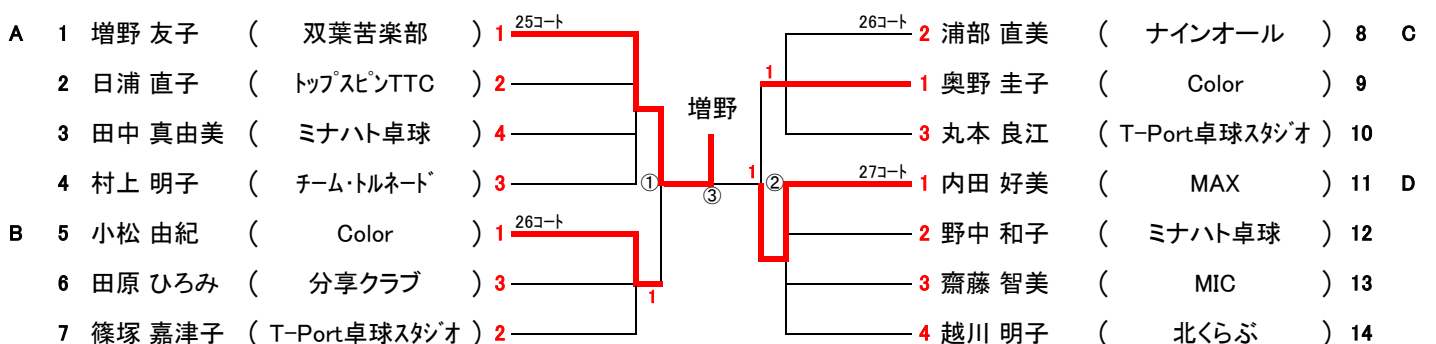 A 1 増野 友子 ( 双葉苦楽部 ) 1 25コート
2 日浦 直子 ( トップスピンTTC ) 2
3 田中 真由美 ( ミナハト卓球 ) 4
4 村上 明子 ( チーム・トルネード ) 3
B 5 小松 由紀 ( Color ) 1 26コート
6 田原 ひろみ ( 分享クラブ ) 3
7 篠塚 嘉津子 ( T-Port卓球スタジオ ) 2
①
1
増野
③
1
1
②
26コート 2 浦部 直美 ( ナインオール ) 8 C
1 奥野 圭子 ( Color ) 9
3 丸本 良江 ( T-Port卓球スタジオ ) 10
27コート 1 内田 好美 ( MAX ) 11 D
2 野中 和子 ( ミナハト卓球 ) 12
3 齋藤 智美 ( MIC ) 13
4 越川 明子 ( 北くらぶ ) 14